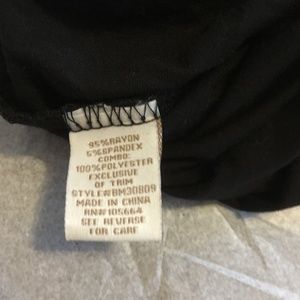 95%RAYON
5%SPANDEX
COMBO:
100%POLYESTER
EXCLUSIVE
OF TRIM
STYLE#BM30809
MADE IN CHINA
RN#105664
SEE REVERSE
FOR CARE